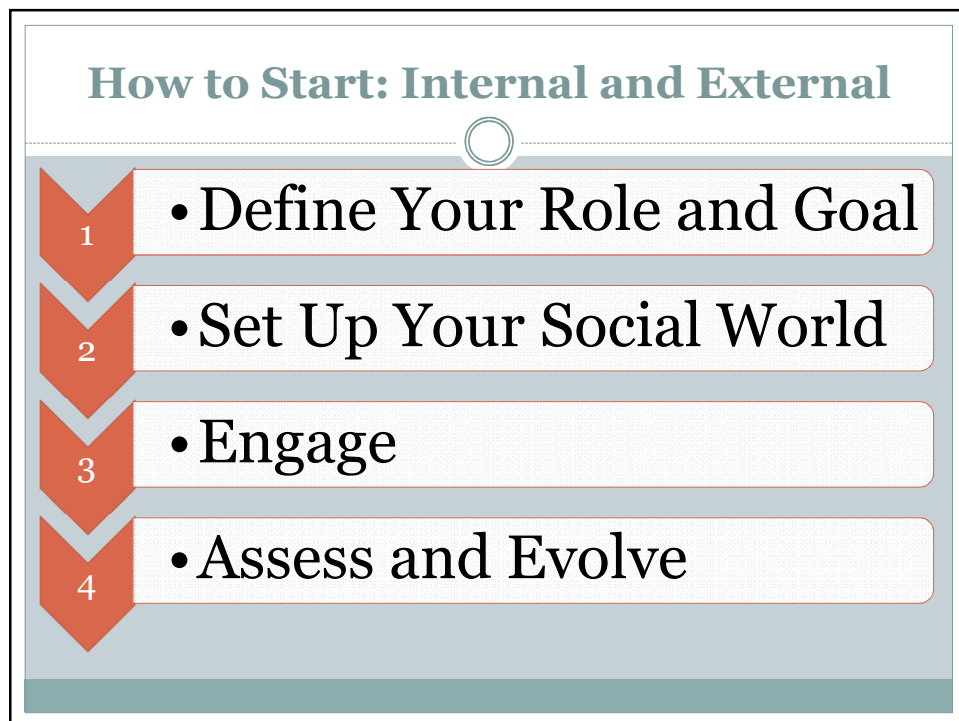 How to Start: Internal and External
1
•Define Your Role and Goal
2
•Set Up Your Social World
3
•Engage
4
•Assess and Evolve